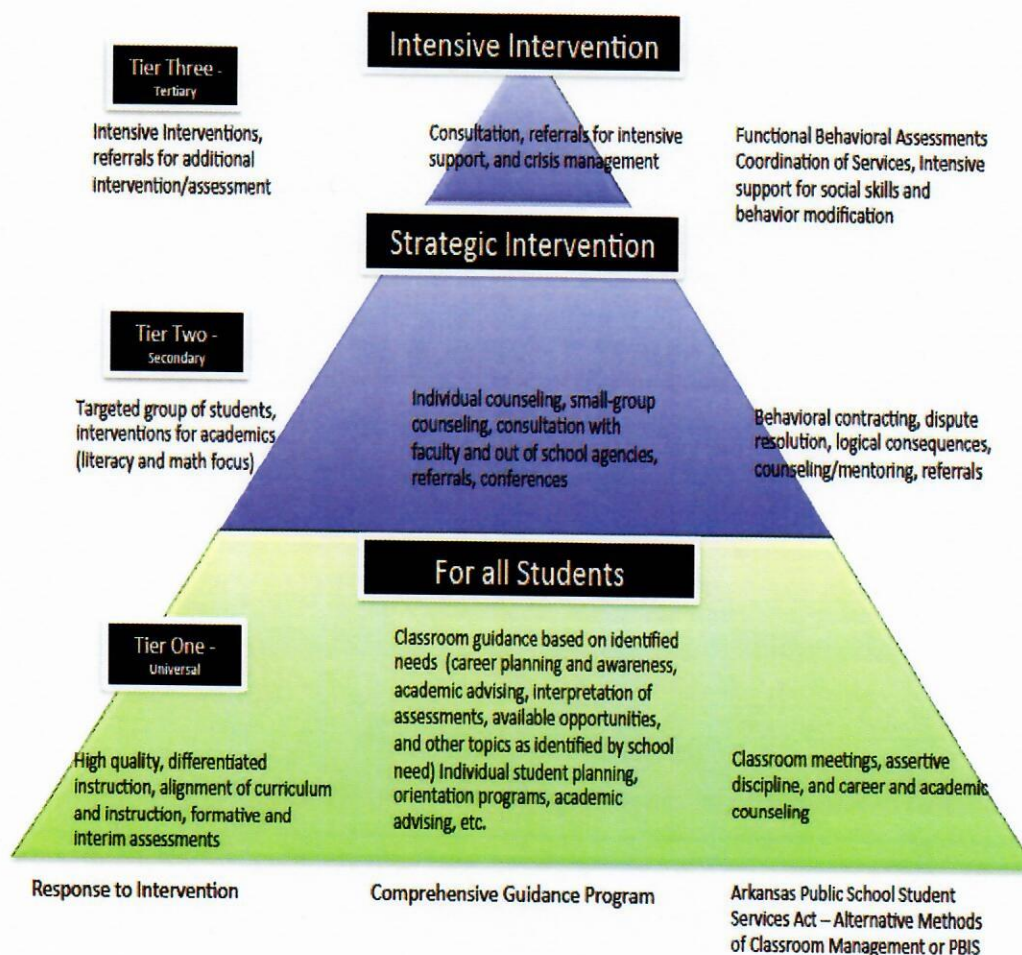 Intensive Intervention
Tier Three -
Tertiary
Intensive Interventions,
referrals for additional
intervention/assessment
Consultation, referrals for intensive
support, and crisis management
Functional Behavioral Assessments
Coordination of Services, Intensive
support for social skills and
behavior modification
Strategic Intervention
Tier Two -
Secondary
Targeted group of students,
interventions for academics
(literacy and math focus)
Individual counseling, small-group
counseling, consultation with
faculty and out of school agencies,
referrals, conferences
Behavioral contracting, dispute
resolution, logical consequences,
counseling/mentoring, referrals
For all Students
Tier One -
Universal
High quality, differentiated
instruction, alignment of curriculum
and instruction, formative and
interim assessments
Classroom guidance based on identified
needs (career planning and awareness,
academic advising, interpretation of
assessments, available opportunities,
and other topics as identified by school
need) Individual student planning,
orientation programs, academic
advising, etc.
Classroom meetings, assertive
discipline, and career and academic
counseling
Response to Intervention
Comprehensive Guidance Program
Arkansas Public School Student
Services Act – Alternative Methods
of Classroom Management or PBIS